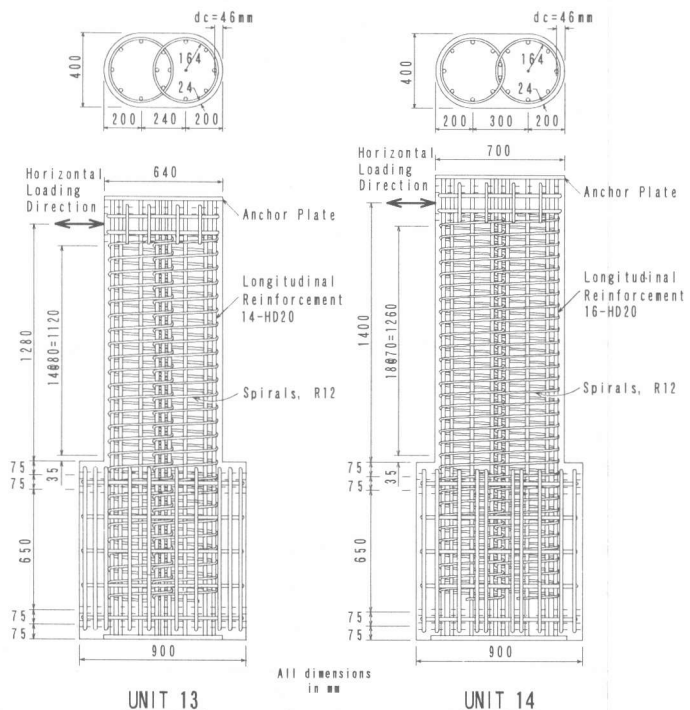 dc=46mm
400
164
24
200 240 200
640
Horizontal
Loading
Direction
Anchor Plate
1280
14@80=1120
Longitudinal
Reinforcement
14-HD20
Spirals, R12
75
75
35
650
75
75
900
UNIT 13
dc=46mm
400
164
24
200 300 200
700
Horizontal
Loading
Direction
Anchor Plate
1400
18@70=1260
Longitudinal
Reinforcement
16-HD20
Spirals, R12
75
75
35
650
75
75
900
UNIT 14
All dimensions
in mm